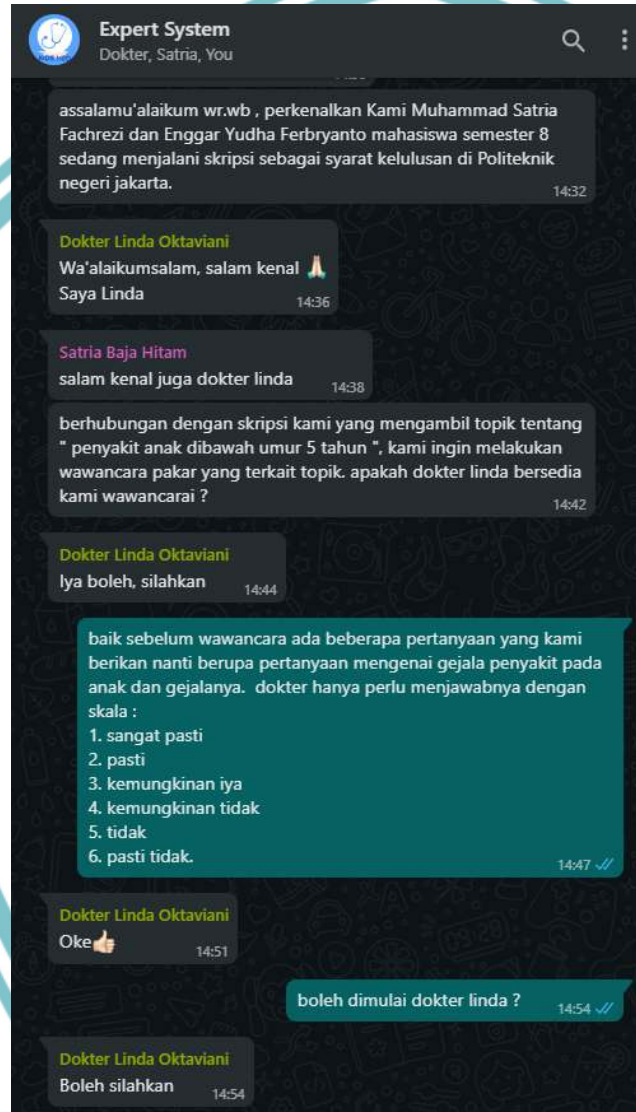 Expert System
Dokter, Satria, You
assalamu'alaikum wr.wb , perkenalkan Kami Muhammad Satria
Fachrezi dan Enggar Yudha Ferbryanto mahasiswa semester 8
sedang menjalani skripsi sebagai syarat kelulusan di Politeknik
negeri jakarta.
14:32
Dokter Linda Oktaviani
Wa'alaikumsalam, salam kenal 🙏🏻
Saya Linda
14:36
Satria Baja Hitam
salam kenal juga dokter linda
14:38
berhubungan dengan skripsi kami yang mengambil topik tentang
" penyakit anak dibawah umur 5 tahun ", kami ingin melakukan
wawancara pakar yang terkait topik. apakah dokter linda bersedia
kami wawancarai ?
14:42
Dokter Linda Oktaviani
Iya boleh, silahkan
14:44
baik sebelum wawancara ada beberapa pertanyaan yang kami
berikan nanti berupa pertanyaan mengenai gejala penyakit pada
anak dan gejalanya. dokter hanya perlu menjawabnya dengan
skala :
1. sangat pasti
2. pasti
3. kemungkinan iya
4. kemungkinan tidak
5. tidak
6. pasti tidak.
14:47
Dokter Linda Oktaviani
Oke👍🏻
14:51
boleh dimulai dokter linda ?
14:54
Dokter Linda Oktaviani
Boleh silahkan
14:54